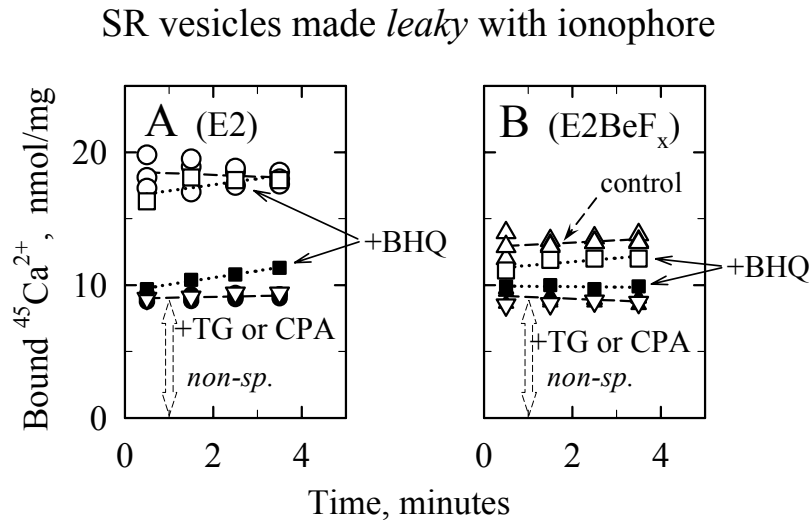 SR vesicles made leaky with ionophore
Bound ⁴⁵Ca²⁺, nmol/mg
20
10
0
A (E2)
+BHQ
+TG or CPA
non-sp.
0 2 4
B (E2BeFₓ)
control
+BHQ
+TG or CPA
non-sp.
0 2 4
Time, minutes